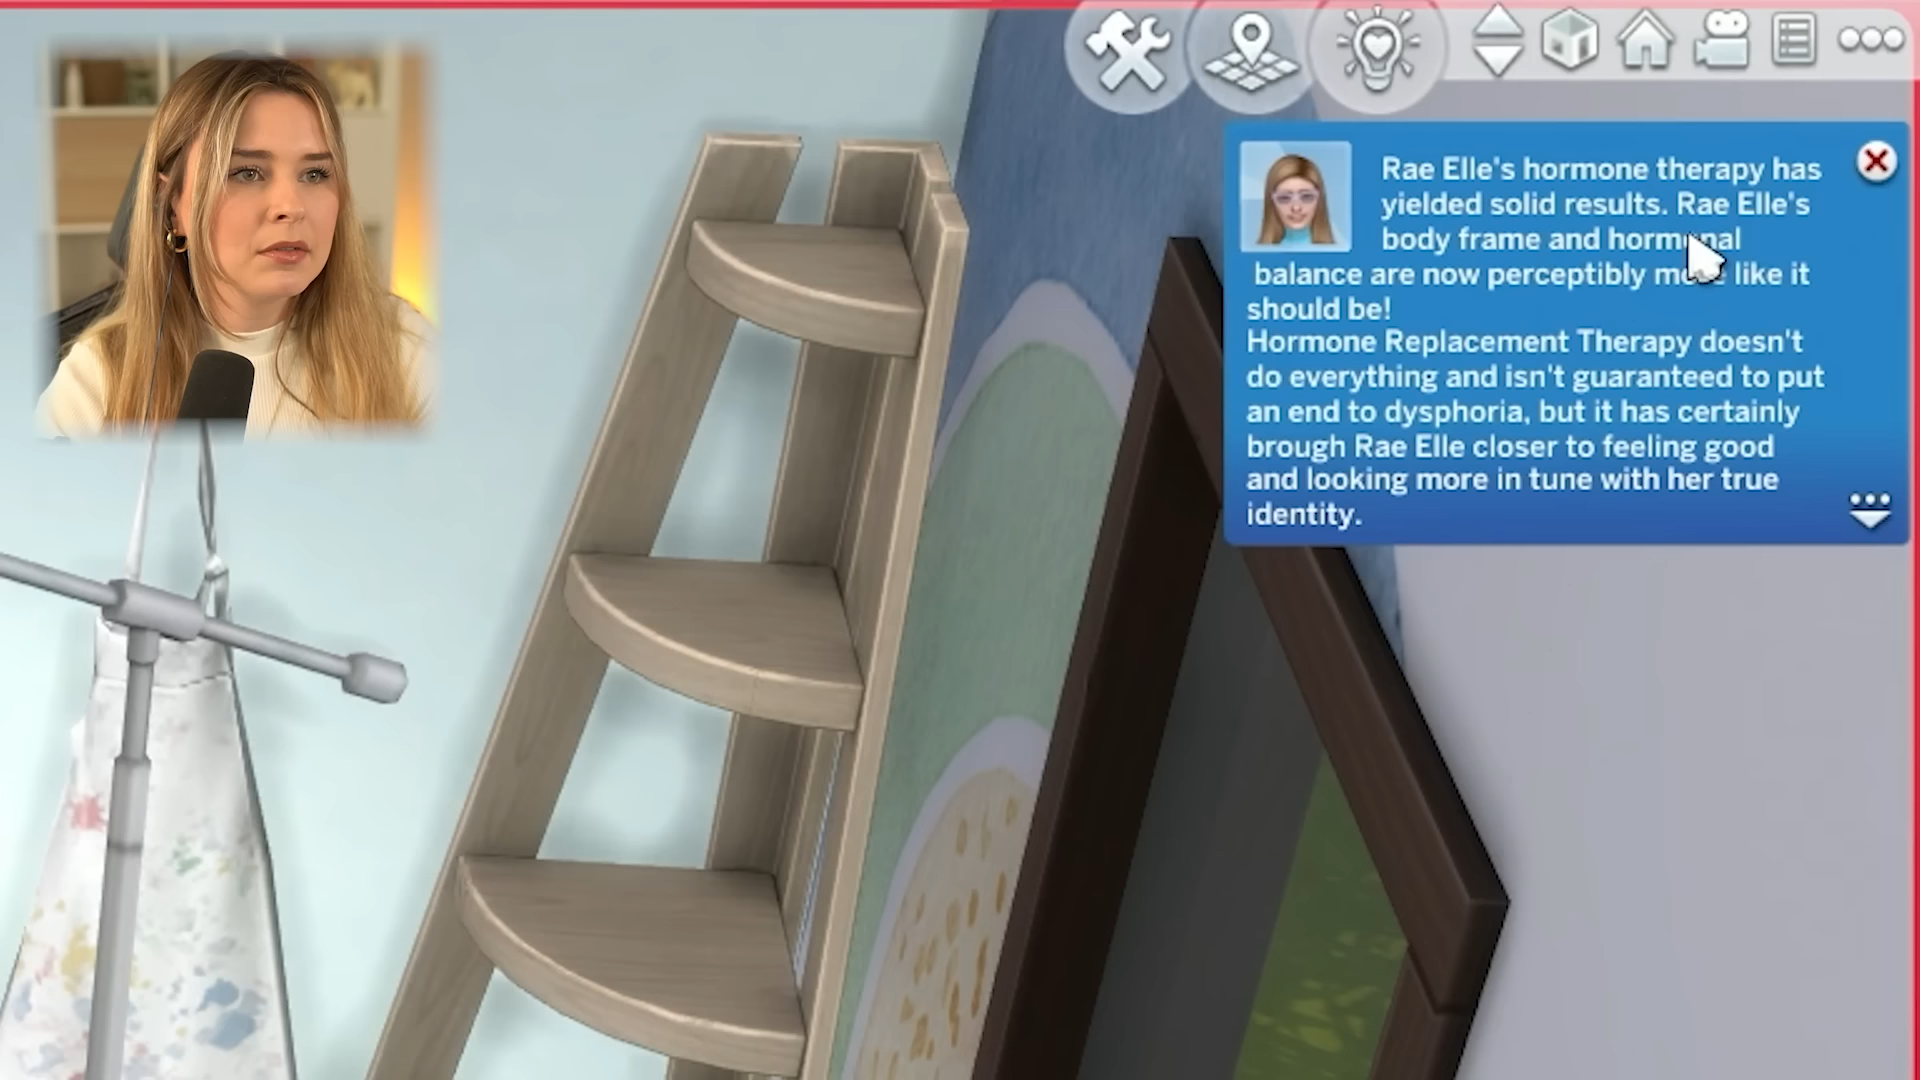 Rae Elle's hormone therapy has
yielded solid results. Rae Elle's
body frame and hormonal
balance are now perceptibly more like it
should be!
Hormone Replacement Therapy doesn't
do everything and isn't guaranteed to put
an end to dysphoria, but it has certainly
brough Rae Elle closer to feeling good
and looking more in tune with her true
identity.